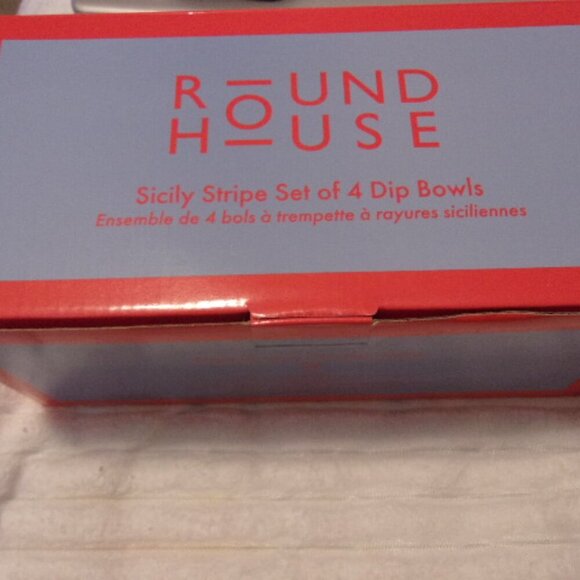 ROUND
HOUSE
Sicily Stripe Set of 4 Dip Bowls
Ensemble de 4 bols à trempette à rayures siciliennes